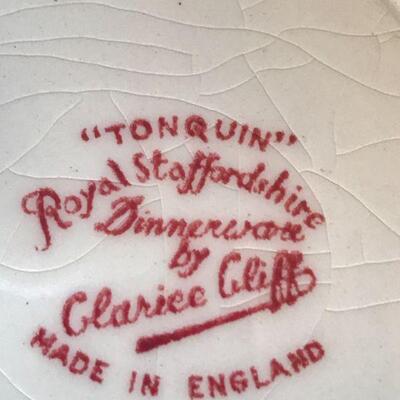 "TONQUIN"
Royal Staffordshire
Dinnerware
by
Clarice Cliff
MADE IN ENGLAND